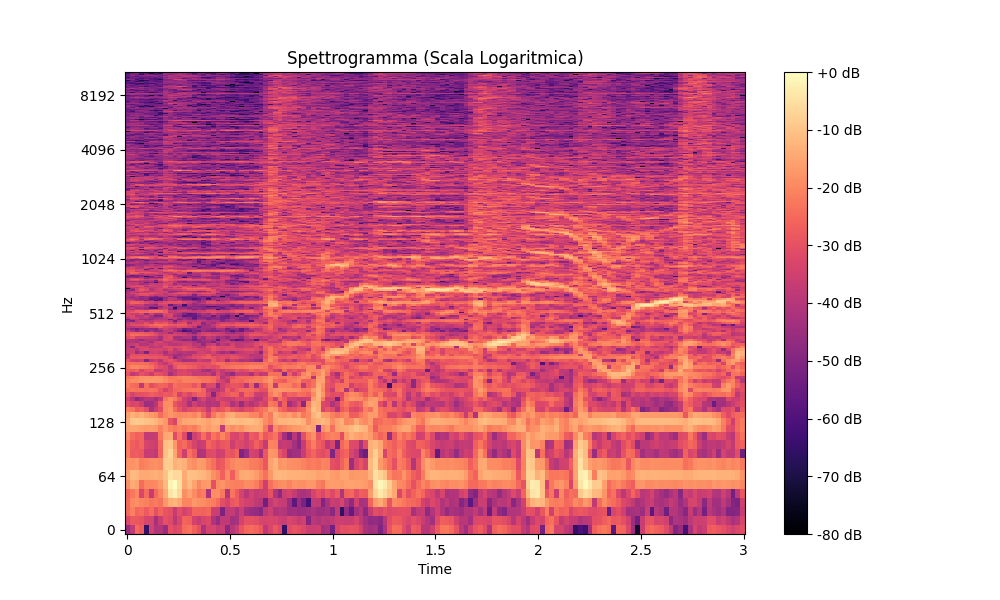 Spettrogramma (Scala Logaritmica)
Hz
8192
4096
2048
1024
512
256
128
64
0
0 0.5 1 1.5 2 2.5 3
Time
+0 dB
-10 dB
-20 dB
-30 dB
-40 dB
-50 dB
-60 dB
-70 dB
-80 dB